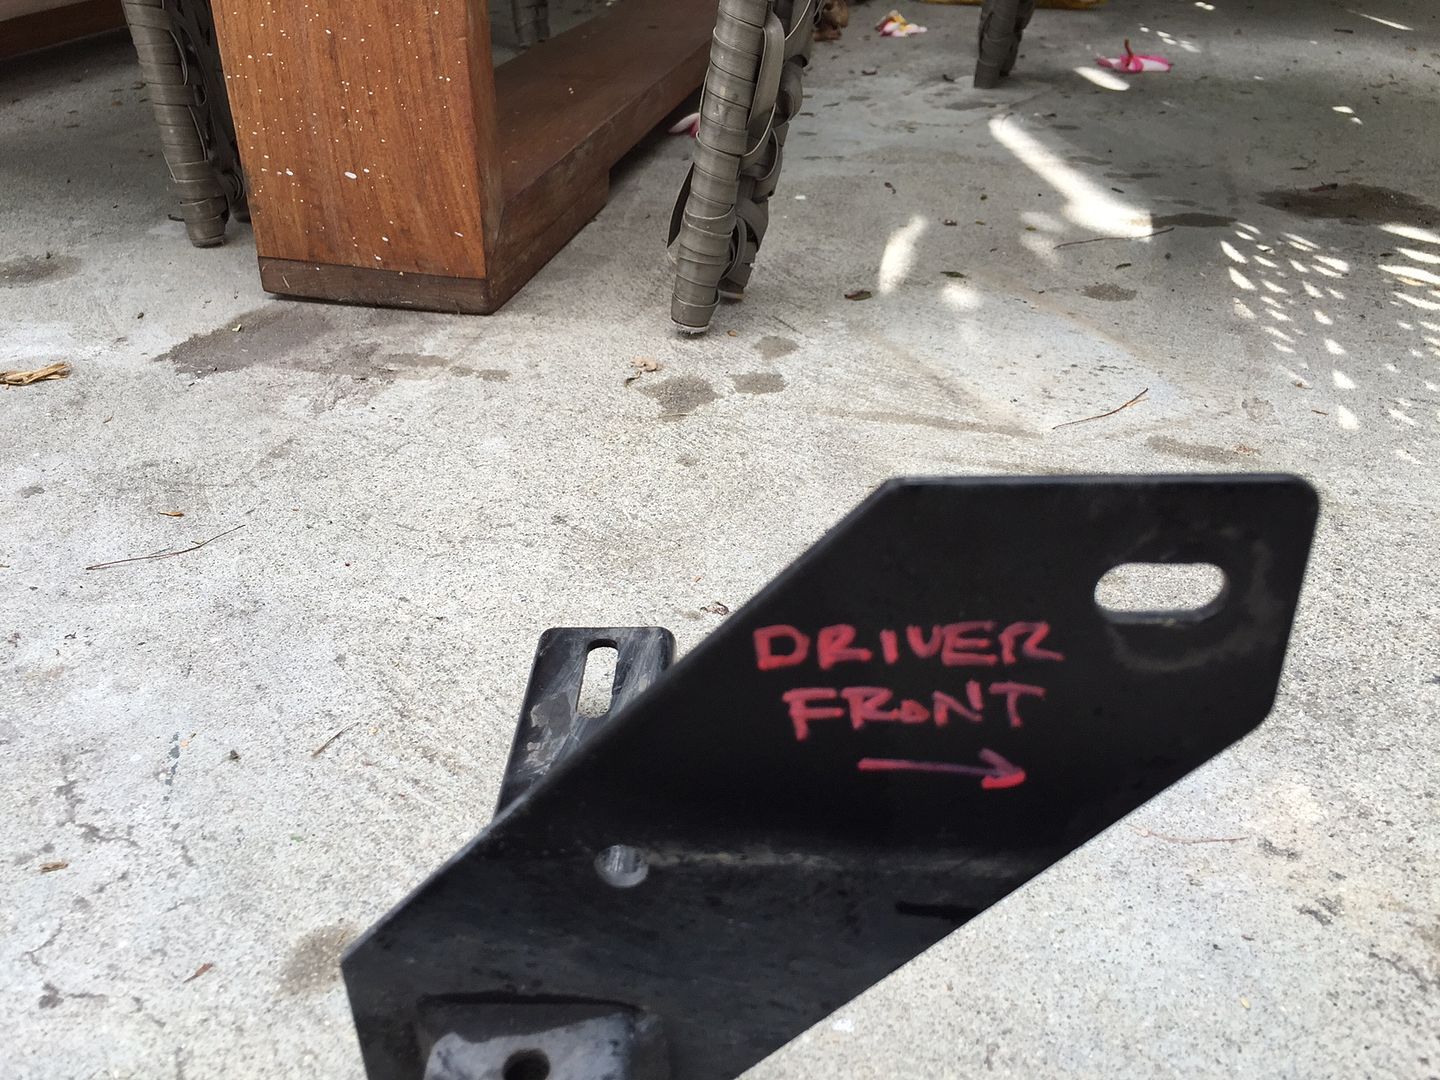 DRIVER
FRONT
→